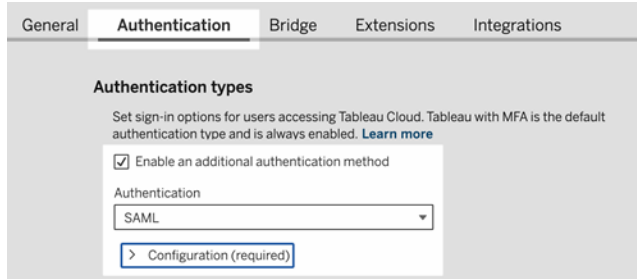 General Authentication Bridge Extensions Integrations
Authentication types
Set sign-in options for users accessing Tableau Cloud. Tableau with MFA is the default
authentication type and is always enabled. Learn more
Enable an additional authentication method
Authentication
SAML
Configuration (required)